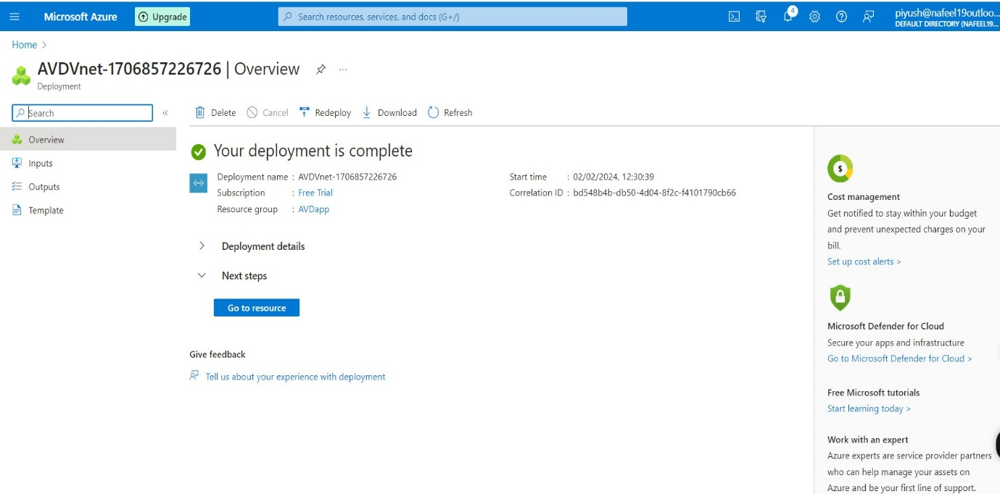 Microsoft Azure
Upgrade
Search resources, services, and docs (G+/)
4
piyush@nafeel19outloo...
DEFAULT DIRECTORY (NAFEEL19...
Home >
AVDVnet-1706857226726 | Overview
...
Deployment
Search
«
Delete
Cancel
Redeploy
Download
Refresh
Overview
Inputs
Outputs
Template
Your deployment is complete
Deployment name : AVDVnet-1706857226726
Subscription : Free Trial
Resource group : AVDapp
Start time : 02/02/2024, 12:30:39
Correlation ID : bd548b4b-db50-4d04-8f2c-f4101790cb66
Deployment details
Next steps
Go to resource
Give feedback
Tell us about your experience with deployment
$
Cost management
Get notified to stay within your budget
and prevent unexpected charges on your
bill.
Set up cost alerts >
Microsoft Defender for Cloud
Secure your apps and infrastructure
Go to Microsoft Defender for Cloud >
Free Microsoft tutorials
Start learning today >
Work with an expert
Azure experts are service provider partners
who can help manage your assets on
Azure and be your first line of support.